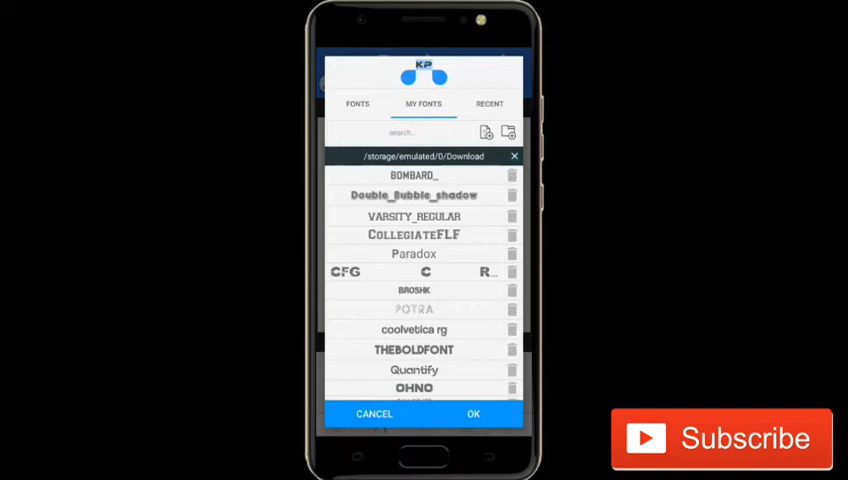 KP
FONTS MY FONTS RECENT
search..
/storage/emulated/0/Download
BOMBARD_
Double_Bubble_shadow
VARSITY_REGULAR
COLLEGIATEFLF
Paradox
CFG C R...
BROSHK
POTRA
coolvetica rg
THEBOLDFONT
Quantify
OHNO
CANCEL OK
Subscribe